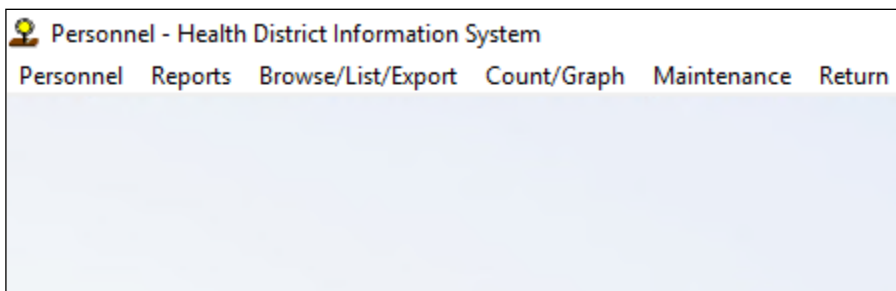 Personnel - Health District Information System
Personnel Reports Browse/List/Export Count/Graph Maintenance Return